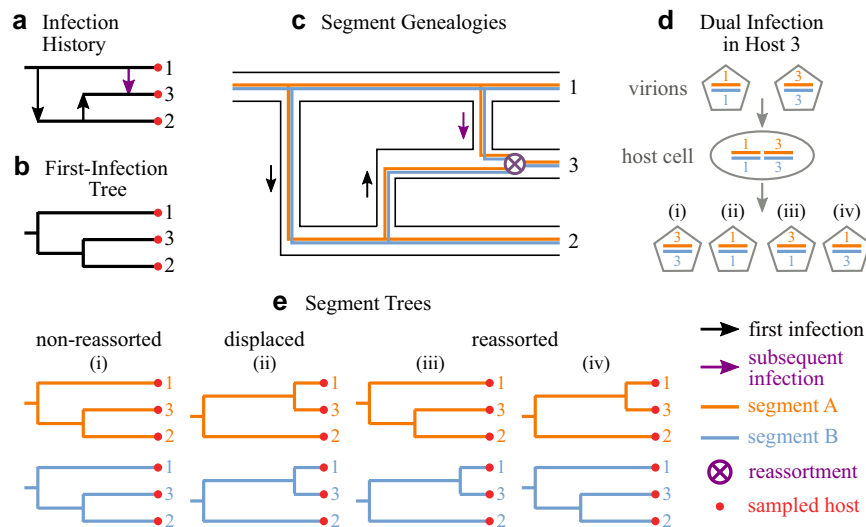 a Infection History
1
3
2
b First-Infection Tree
1
3
2
c Segment Genealogies
1
3
2
d Dual Infection in Host 3
virions
1
1
3
3
host cell
1 3
1 3
(i) (ii) (iii) (iv)
3 1 3 1
3 1 1 3
e Segment Trees
non-reassorted displaced reassorted
(i) (ii) (iii) (iv)
1 1 1 1
3 3 3 3
2 2 2 2
1 1 1 1
3 3 3 3
2 2 2 2
first infection
subsequent infection
segment A
segment B
reassortment
sampled host